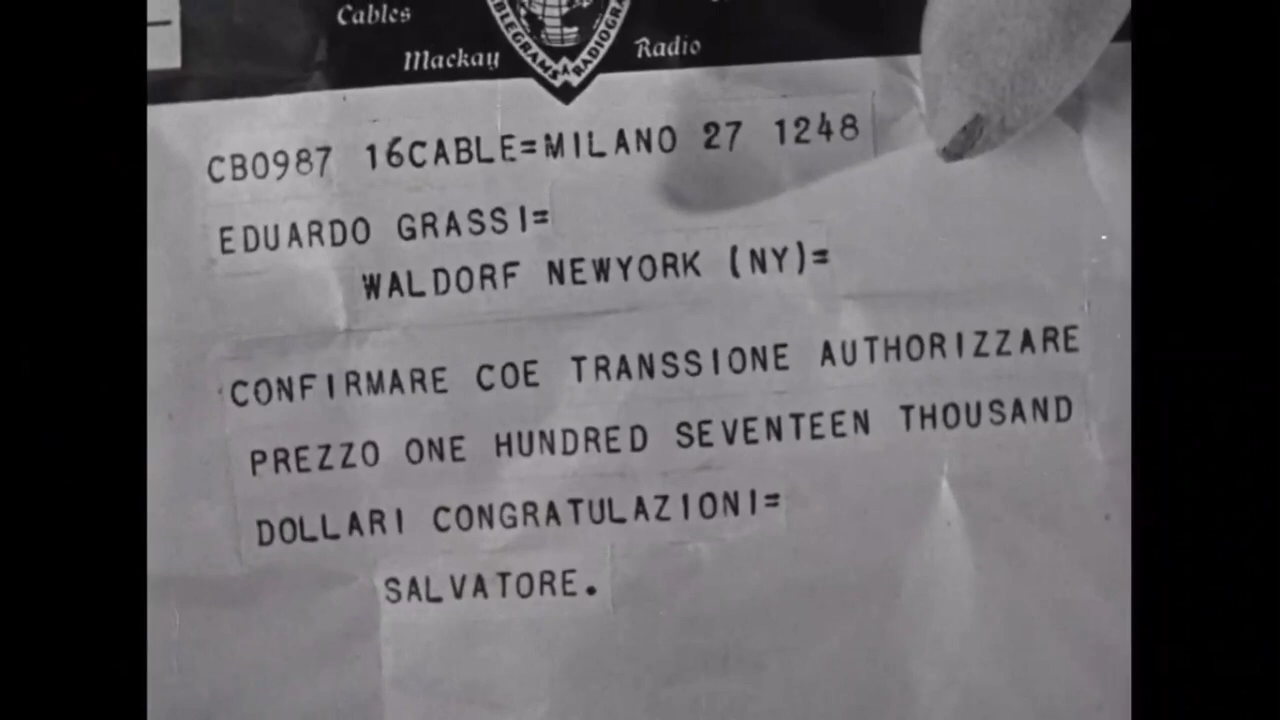 Cables
Mackay Radio
CB0987 16CABLE=MILANO 27 1248
EDUARDO GRASSI=
WALDORF NEWYORK (NY)=
CONFIRMARE COE TRANSSIONE AUTHORIZZARE
PREZZO ONE HUNDRED SEVENTEEN THOUSAND
DOLLARI CONGRATULAZIONI=
SALVATORE.